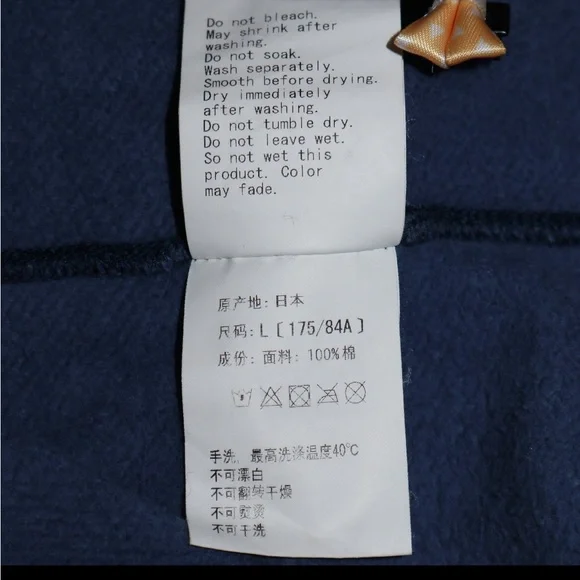 Do not bleach.
May shrink after
washing.
Do not soak.
Wash separately.
Smooth before drying.
Dry immediately
after washing.
Do not tumble dry.
Do not leave wet.
So not wet this
product. Color
may fade.
原产地: 日本
尺码: L [175/84A]
成份: 面料: 100%棉
手洗, 最高洗涤温度40℃
不可漂白
不可翻转干燥
不可熨烫
不可干洗